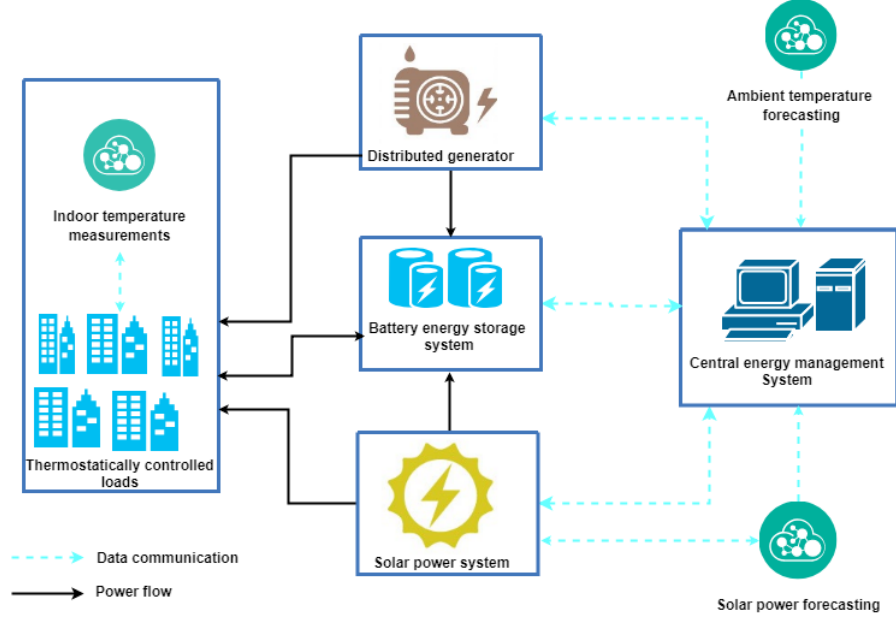 Ambient temperature
forecasting
Distributed generator
Indoor temperature
measurements
Battery energy storage
system
Central energy management
System
Thermostatically controlled
loads
Solar power system
Data communication
Power flow
Solar power forecasting